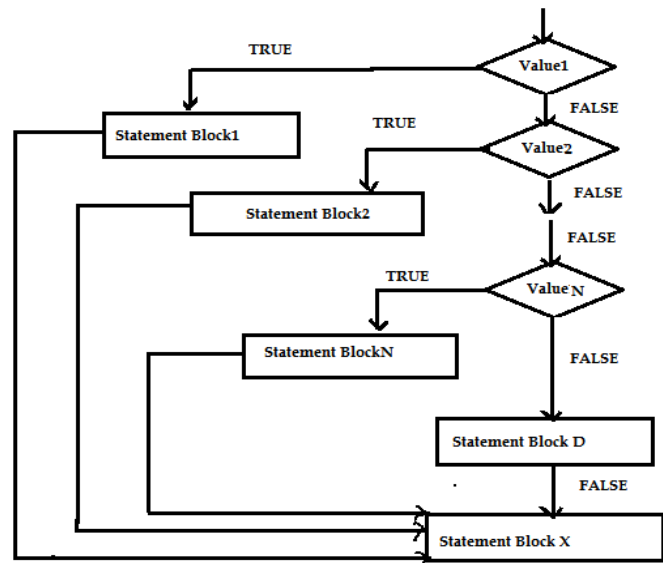 TRUE
Value1
FALSE
Statement Block1
TRUE
Value2
FALSE
Statement Block2
FALSE
TRUE
Value N
Statement BlockN
FALSE
Statement Block D
FALSE
Statement Block X